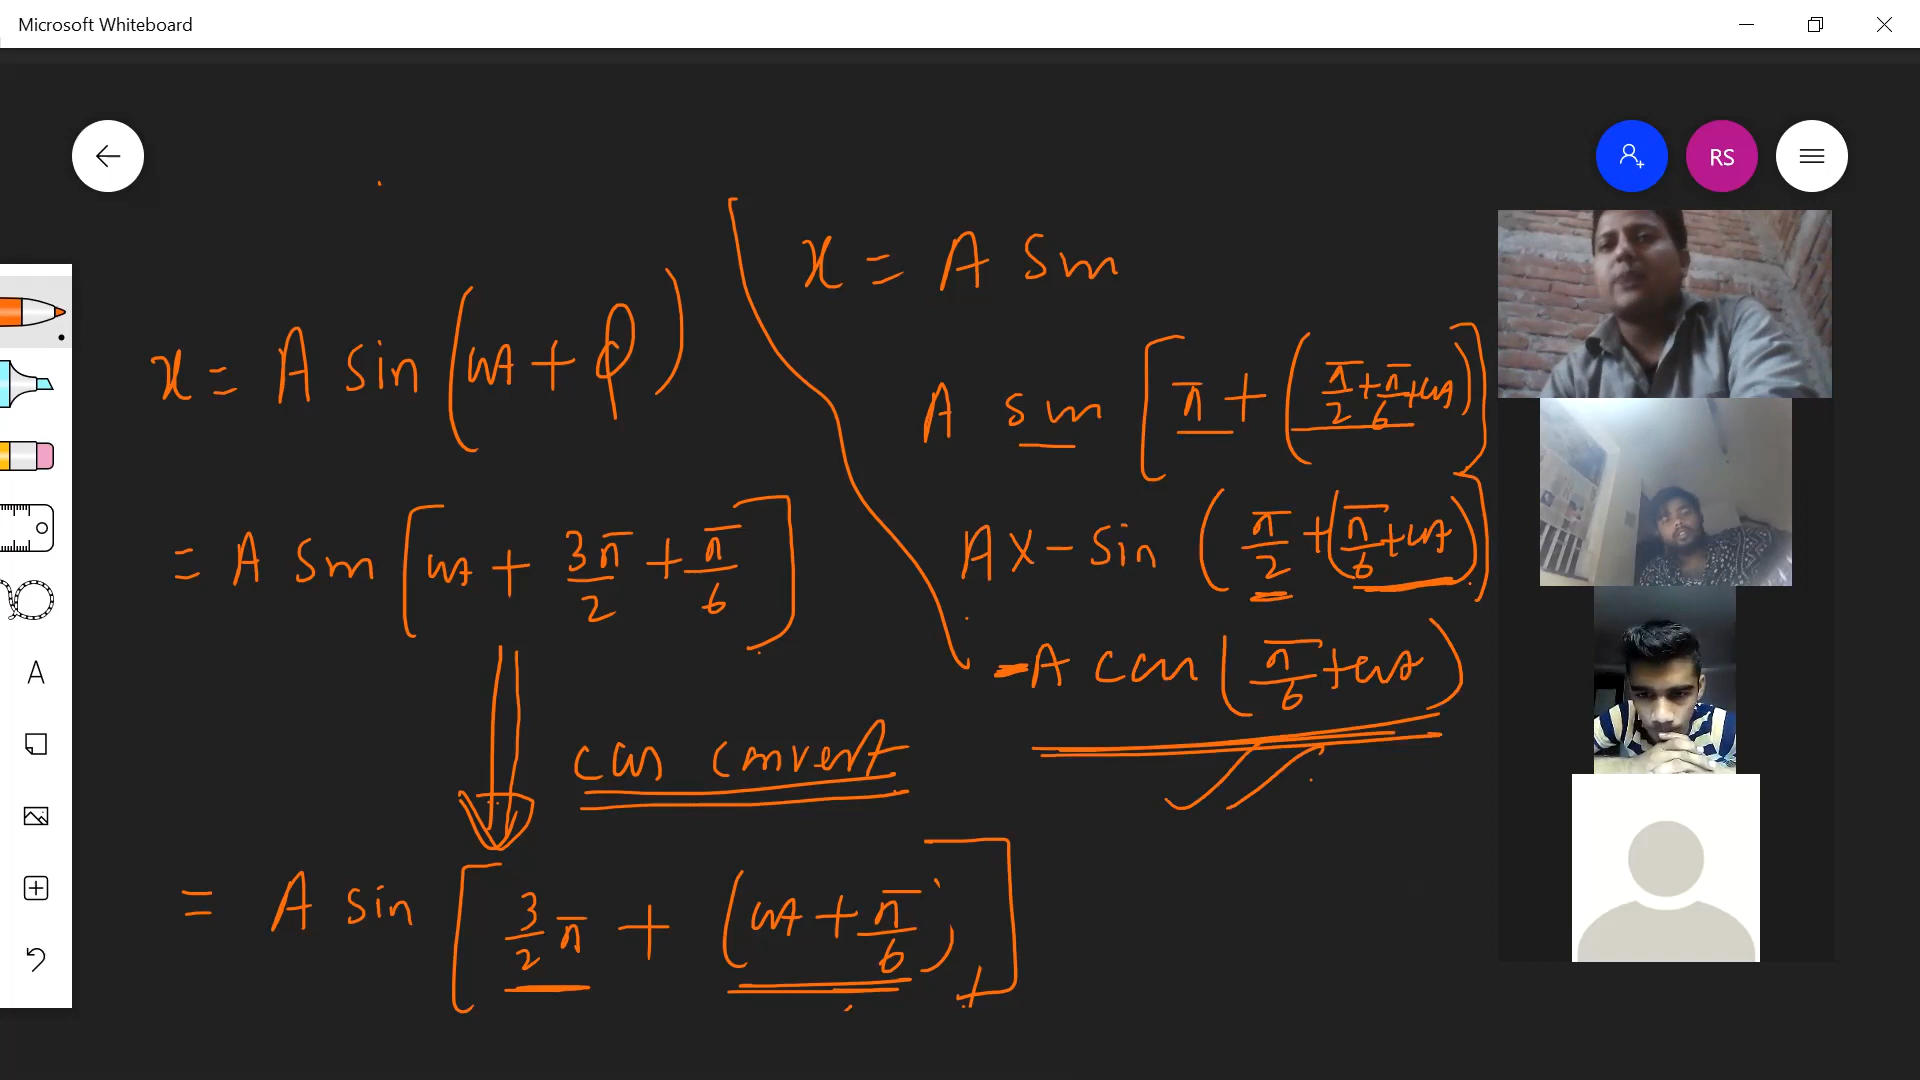 Microsoft Whiteboard
RS
x = A sin (ωt + φ)
= A sin [ωt + 3π/2 + π/6]
cos convert
= A sin [3/2 π + (ωt + π/6)]
x = A sin
A sin [π + (π/2 + π/6 + ωt)]
A x - sin (π/2 + (π/6 + ωt))
- A cos (π/6 + ωt)
A